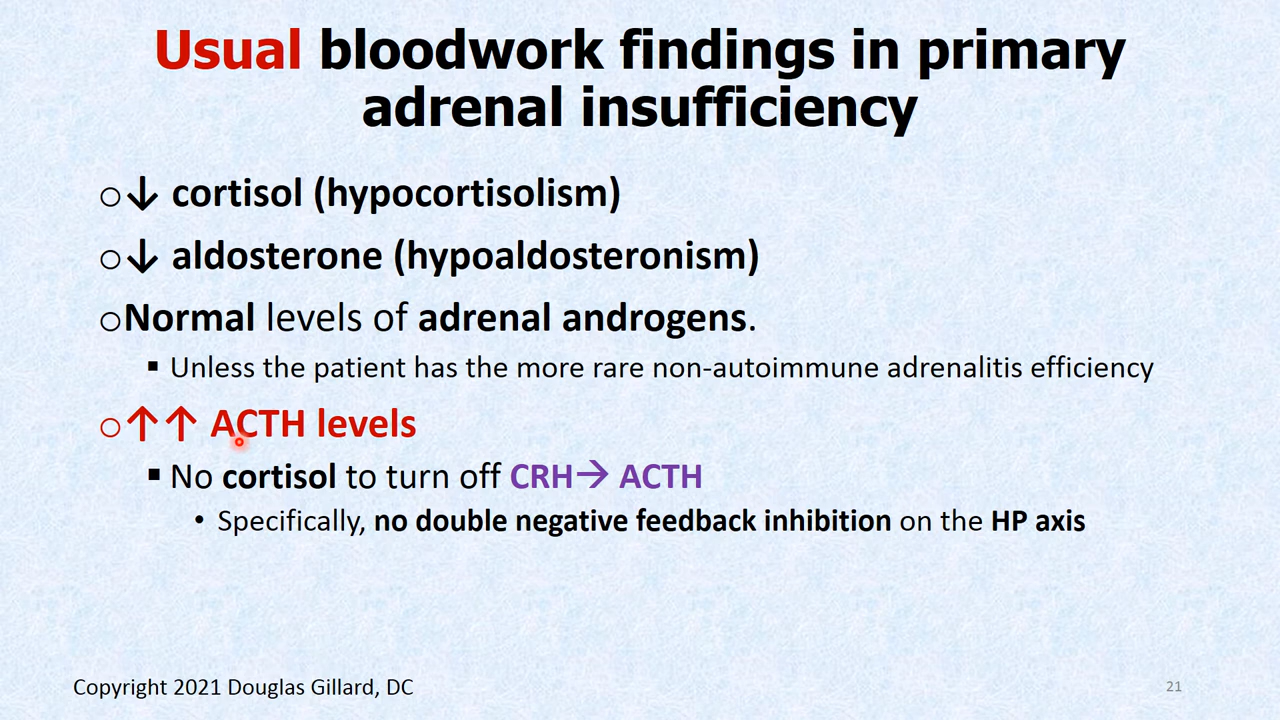 Usual bloodwork findings in primary
adrenal insufficiency
○↓ cortisol (hypocortisolism)
○↓ aldosterone (hypoaldosteronism)
○Normal levels of adrenal androgens.
▪ Unless the patient has the more rare non-autoimmune adrenalitis efficiency
○↑↑ ACTH levels
▪ No cortisol to turn off CRH→ ACTH
• Specifically, no double negative feedback inhibition on the HP axis
Copyright 2021 Douglas Gillard, DC
21